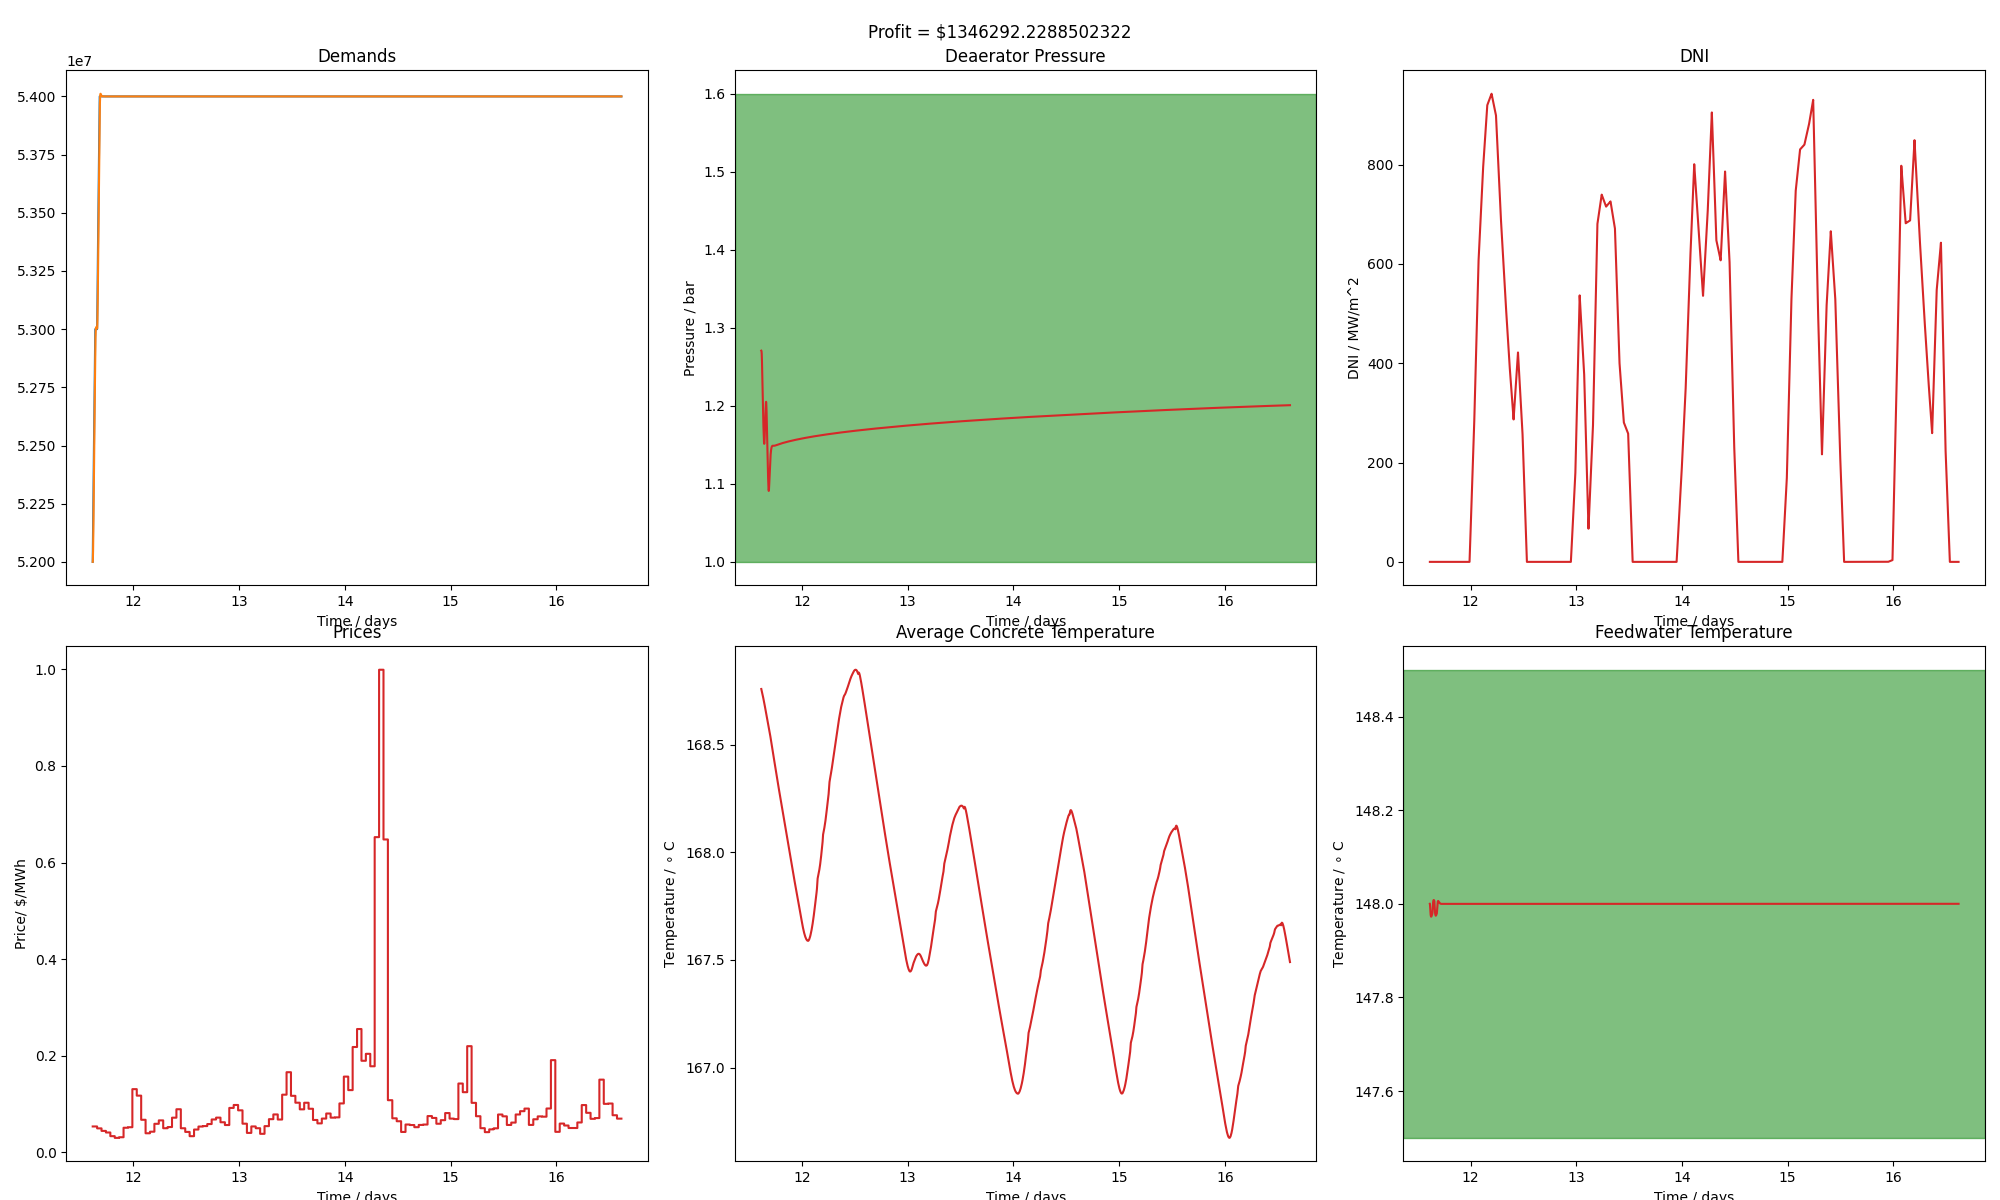 Profit = $1346292.2288502322
Demands
1e7
5.400
5.375
5.350
5.325
5.300
5.275
5.250
5.225
5.200
12 13 14 15 16
Time / days
Deaerator Pressure
Pressure / bar
1.6
1.5
1.4
1.3
1.2
1.1
1.0
12 13 14 15 16
Time / days
DNI
DNI / MW/m^2
800
600
400
200
0
12 13 14 15 16
Time / days
Prices
Price/ $/MWh
1.0
0.8
0.6
0.4
0.2
0.0
12 13 14 15 16
Time / days
Average Concrete Temperature
Temperature / ∘ C
168.5
168.0
167.5
167.0
12 13 14 15 16
Time / days
Feedwater Temperature
Temperature / ∘ C
148.4
148.2
148.0
147.8
147.6
12 13 14 15 16
Time / days